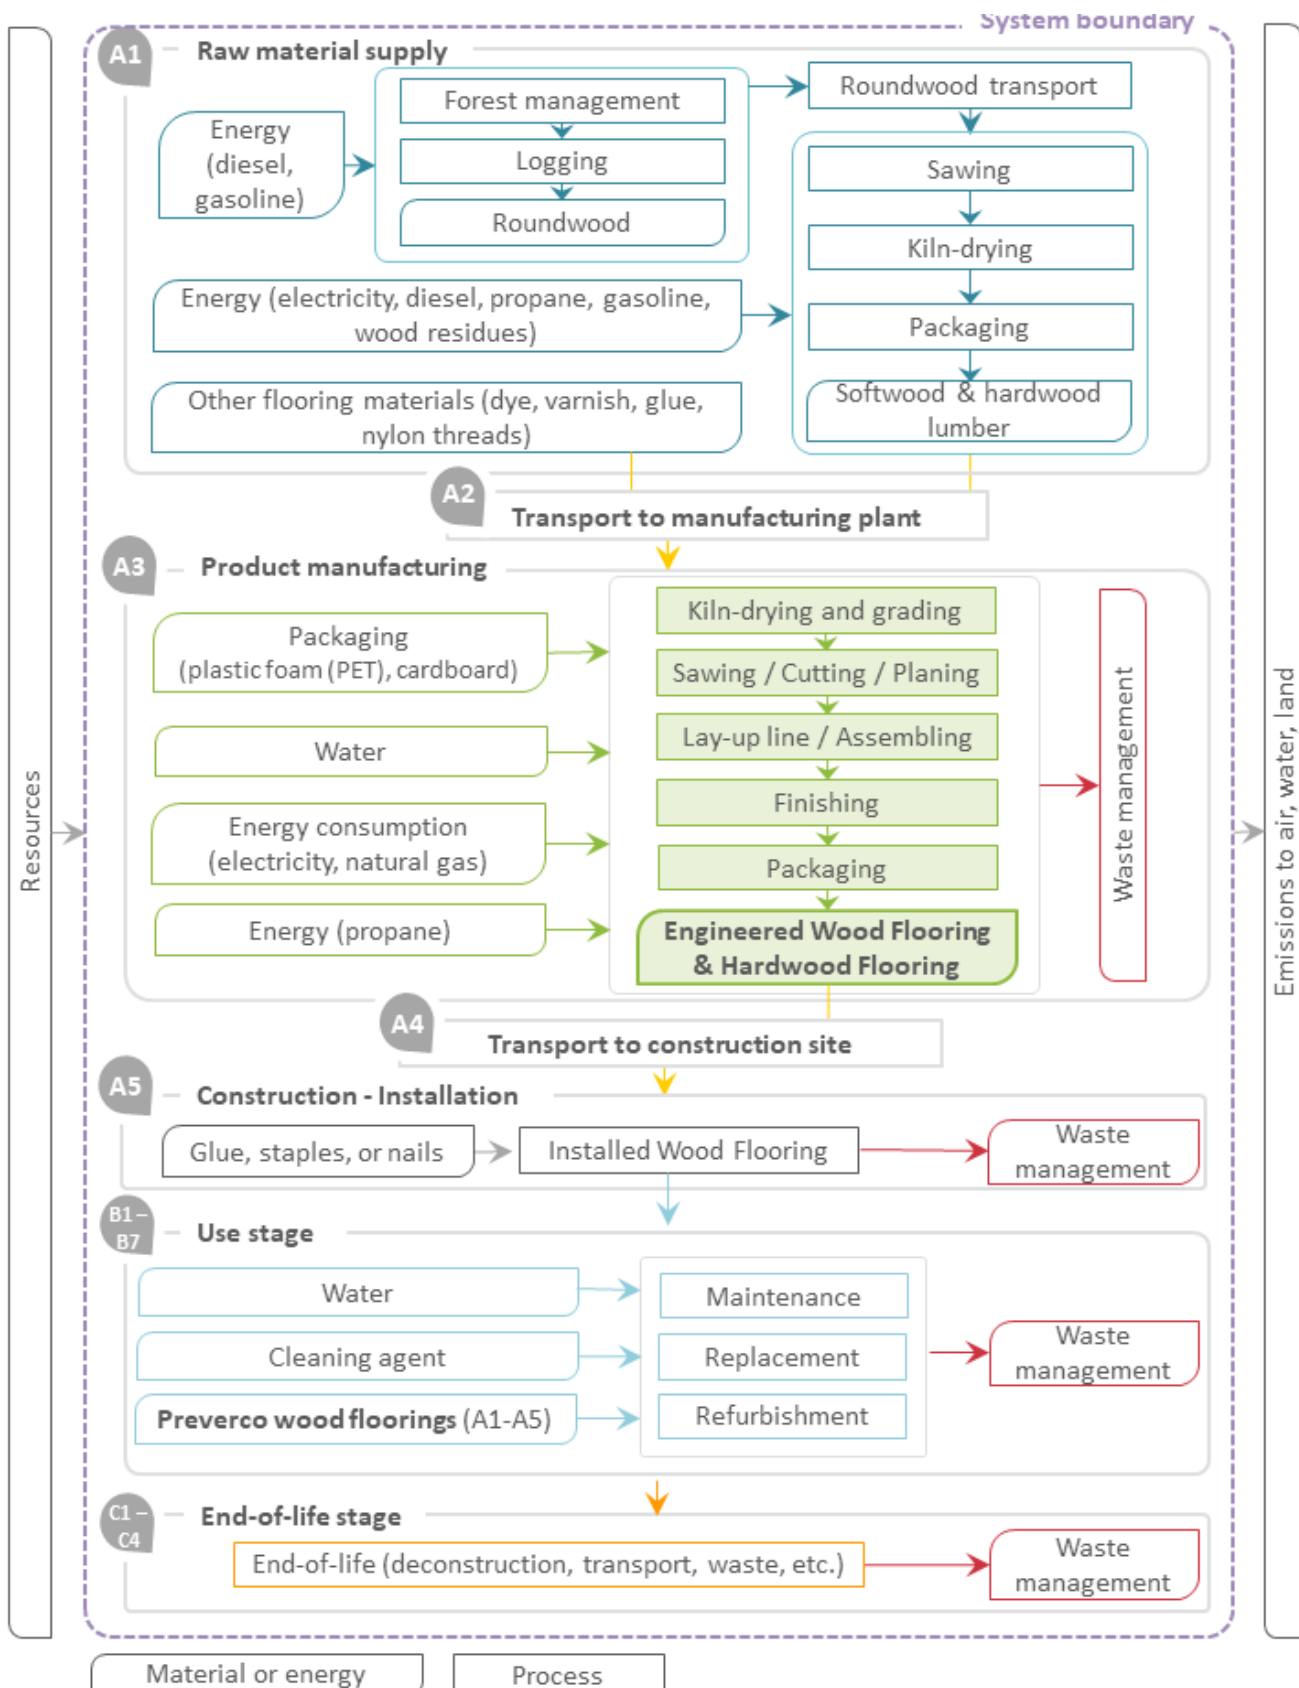 System boundary
A1
Raw material supply
Forest management
Roundwood transport
Energy
(diesel,
gasoline)
Logging
Sawing
Roundwood
Kiln-drying
Energy (electricity, diesel, propane, gasoline,
wood residues)
Packaging
Other flooring materials (dye, varnish, glue,
nylon threads)
Softwood & hardwood
lumber
A2
Transport to manufacturing plant
A3
Product manufacturing
Kiln-drying and grading
Packaging
(plastic foam (PET), cardboard)
Sawing / Cutting / Planing
Water
Lay-up line / Assembling
Finishing
Energy consumption
(electricity, natural gas)
Packaging
Energy (propane)
Engineered Wood Flooring
& Hardwood Flooring
Waste management
Resources
Emissions to air, water, land
A4
Transport to construction site
A5
Construction - Installation
Glue, staples, or nails
Installed Wood Flooring
Waste
management
B1 –
B7
Use stage
Water
Maintenance
Cleaning agent
Replacement
Waste
management
Preverco wood floorings (A1-A5)
Refurbishment
C1 –
C4
End-of-life stage
End-of-life (deconstruction, transport, waste, etc.)
Waste
management
Material or energy
Process